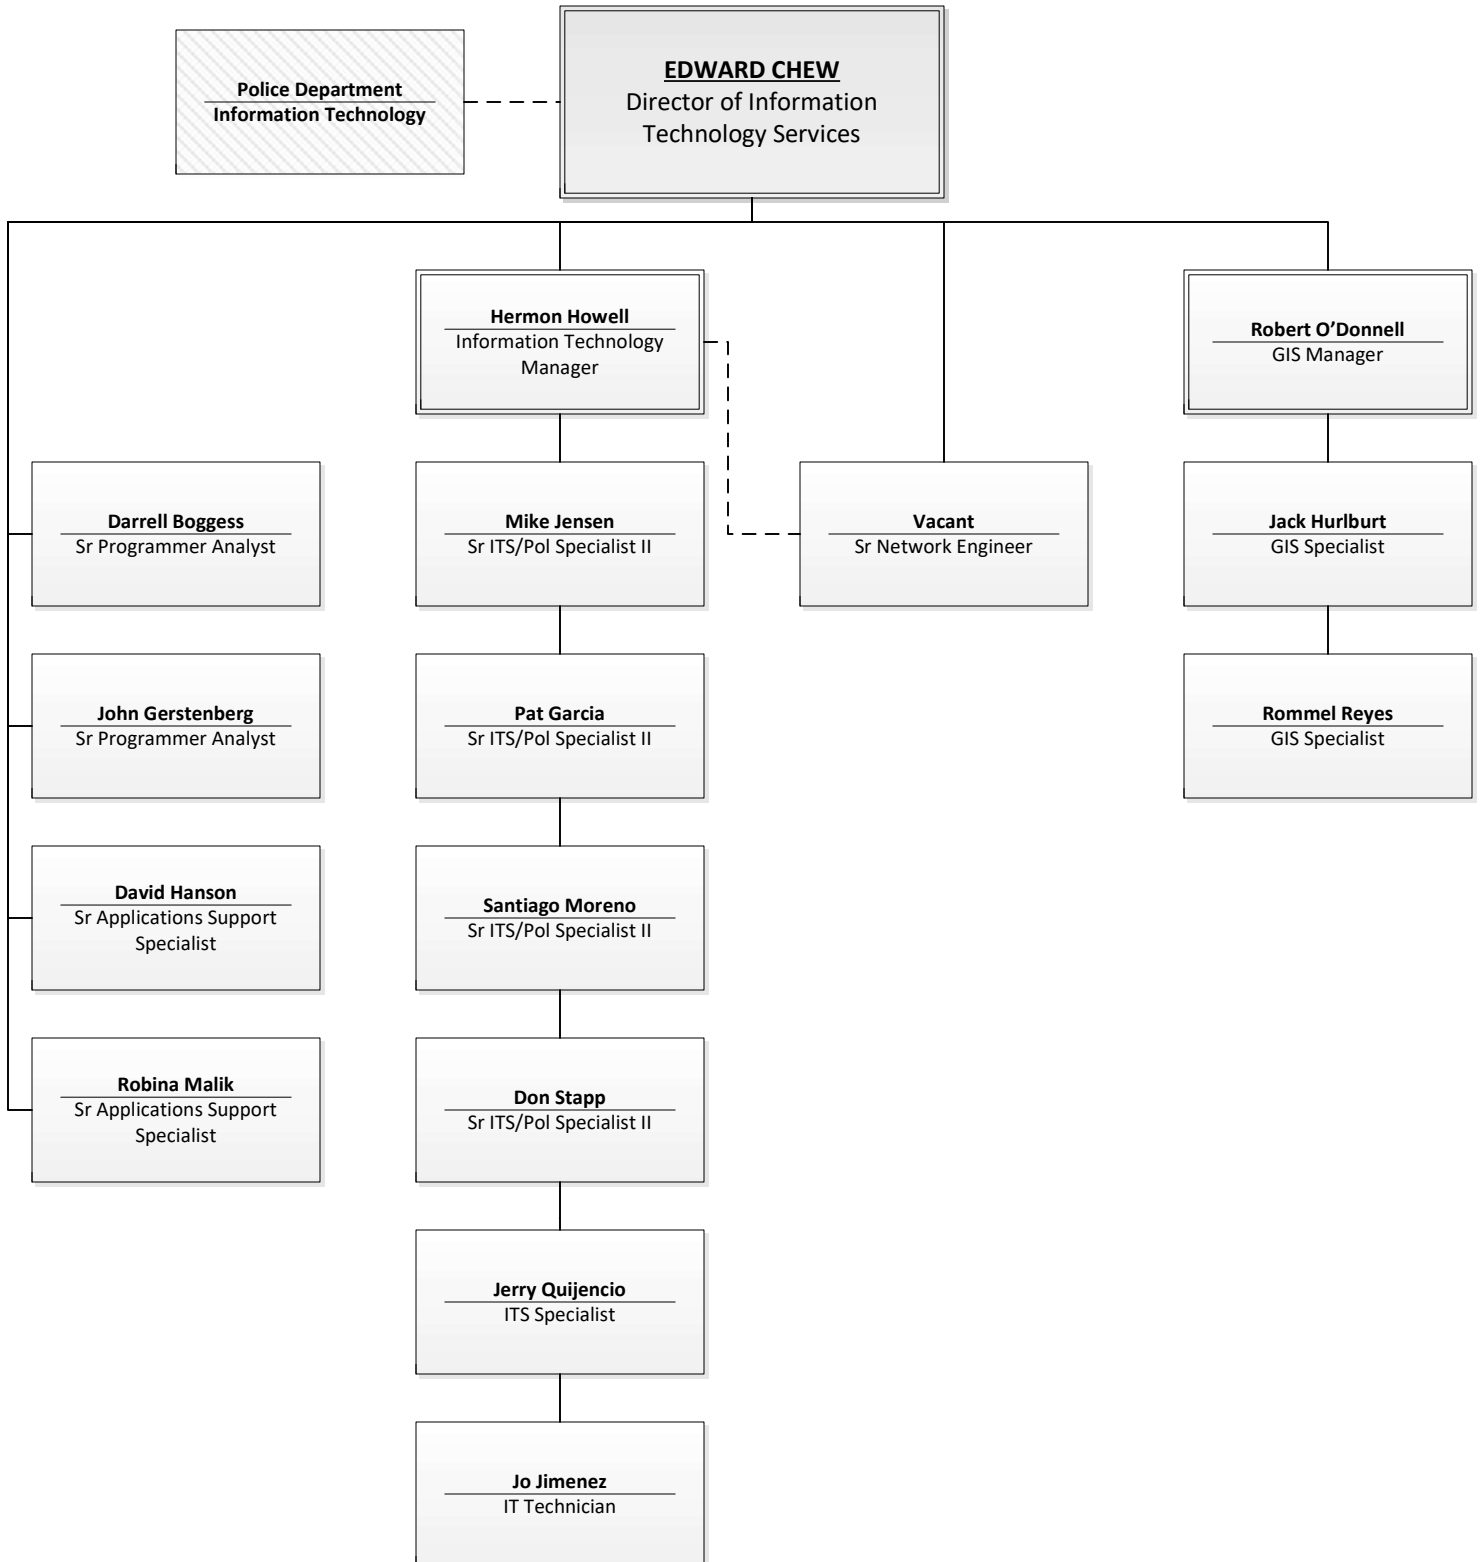 Police Department
Information Technology
EDWARD CHEW
Director of Information
Technology Services
Hermon Howell
Information Technology
Manager
Robert O’Donnell
GIS Manager
Darrell Boggess
Sr Programmer Analyst
Mike Jensen
Sr ITS/Pol Specialist II
Vacant
Sr Network Engineer
Jack Hurlburt
GIS Specialist
John Gerstenberg
Sr Programmer Analyst
Pat Garcia
Sr ITS/Pol Specialist II
Rommel Reyes
GIS Specialist
David Hanson
Sr Applications Support
Specialist
Santiago Moreno
Sr ITS/Pol Specialist II
Robina Malik
Sr Applications Support
Specialist
Don Stapp
Sr ITS/Pol Specialist II
Jerry Quijencio
ITS Specialist
Jo Jimenez
IT Technician